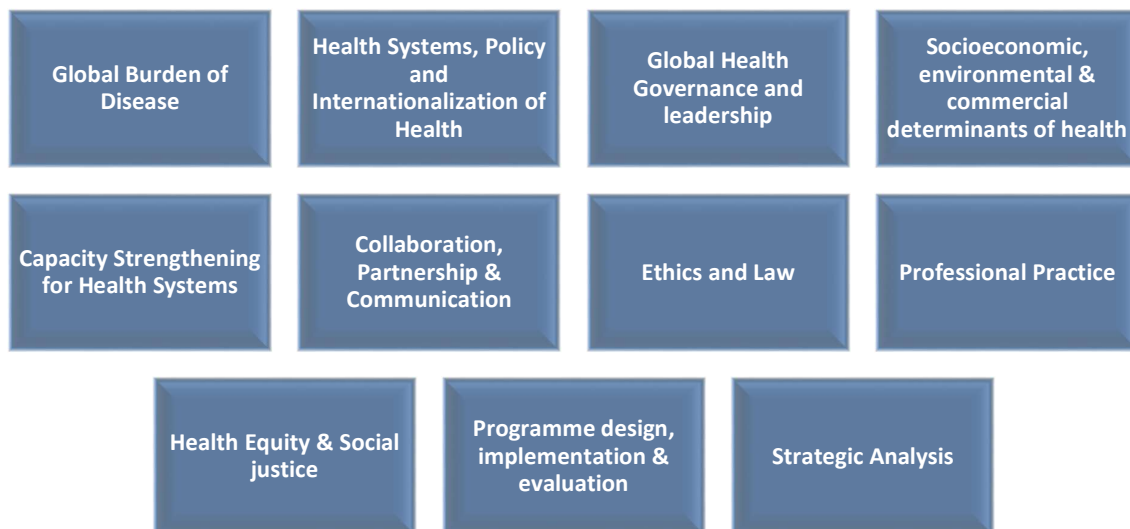 Global Burden of
Disease
Health Systems, Policy
and
Internationalization of
Health
Global Health
Governance and
leadership
Socioeconomic,
environmental &
commercial
determinants of health
Capacity Strengthening
for Health Systems
Collaboration,
Partnership &
Communication
Ethics and Law
Professional Practice
Health Equity & Social
justice
Programme design,
implementation &
evaluation
Strategic Analysis